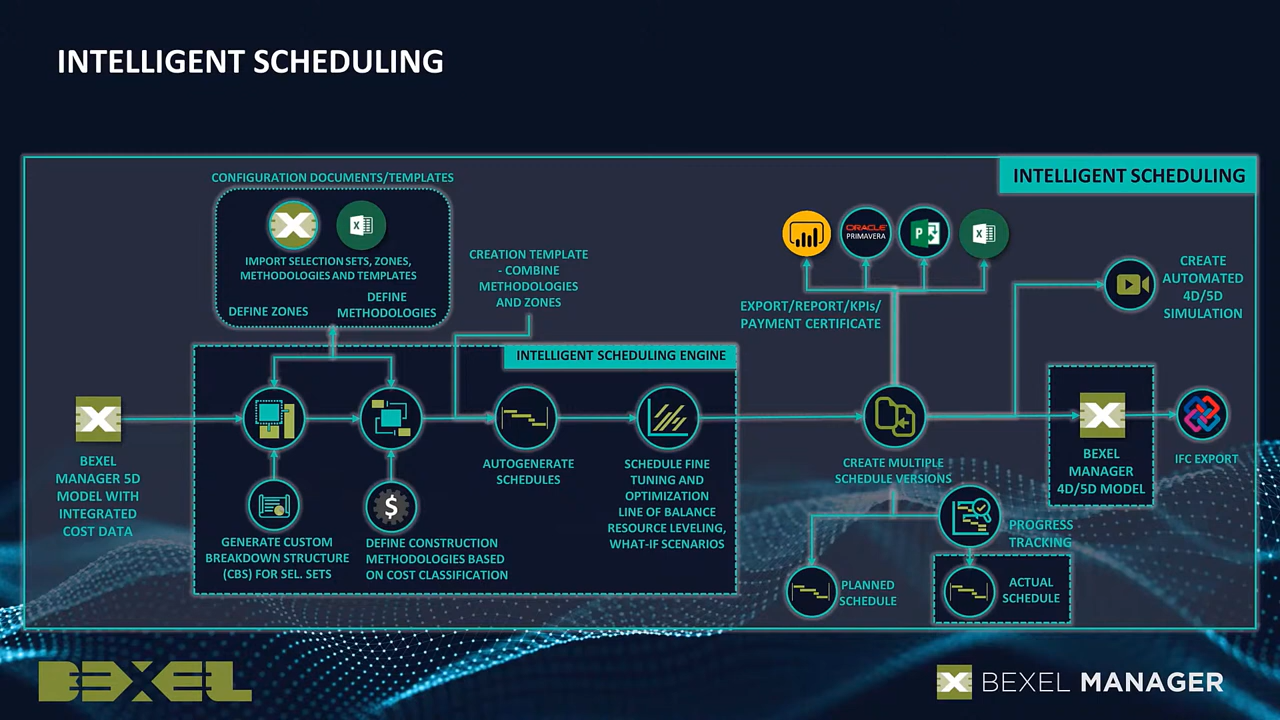 INTELLIGENT SCHEDULING
INTELLIGENT SCHEDULING
CONFIGURATION DOCUMENTS/TEMPLATES
IMPORT SELECTION SETS, ZONES,
METHODOLOGIES AND TEMPLATES
DEFINE ZONES
DEFINE
METHODOLOGIES
CREATION TEMPLATE
- COMBINE
METHODOLOGIES
AND ZONES
ORACLE
PRIMAVERA
EXPORT/REPORT/KPIs/
PAYMENT CERTIFICATE
CREATE
AUTOMATED
4D/5D
SIMULATION
INTELLIGENT SCHEDULING ENGINE
BEXEL
MANAGER 5D
MODEL WITH
INTEGRATED
COST DATA
GENERATE CUSTOM
BREAKDOWN STRUCTURE
(CBS) FOR SEL. SETS
$
DEFINE CONSTRUCTION
METHODOLOGIES BASED
ON COST CLASSIFICATION
AUTOGENERATE
SCHEDULES
SCHEDULE FINE
TUNING AND
OPTIMIZATION
LINE OF BALANCE
RESOURCE LEVELING,
WHAT-IF SCENARIOS
CREATE MULTIPLE
SCHEDULE VERSIONS
BEXEL
MANAGER
4D/5D MODEL
IFC EXPORT
PROGRESS
TRACKING
PLANNED
SCHEDULE
ACTUAL
SCHEDULE
BEXEL
BEXEL MANAGER